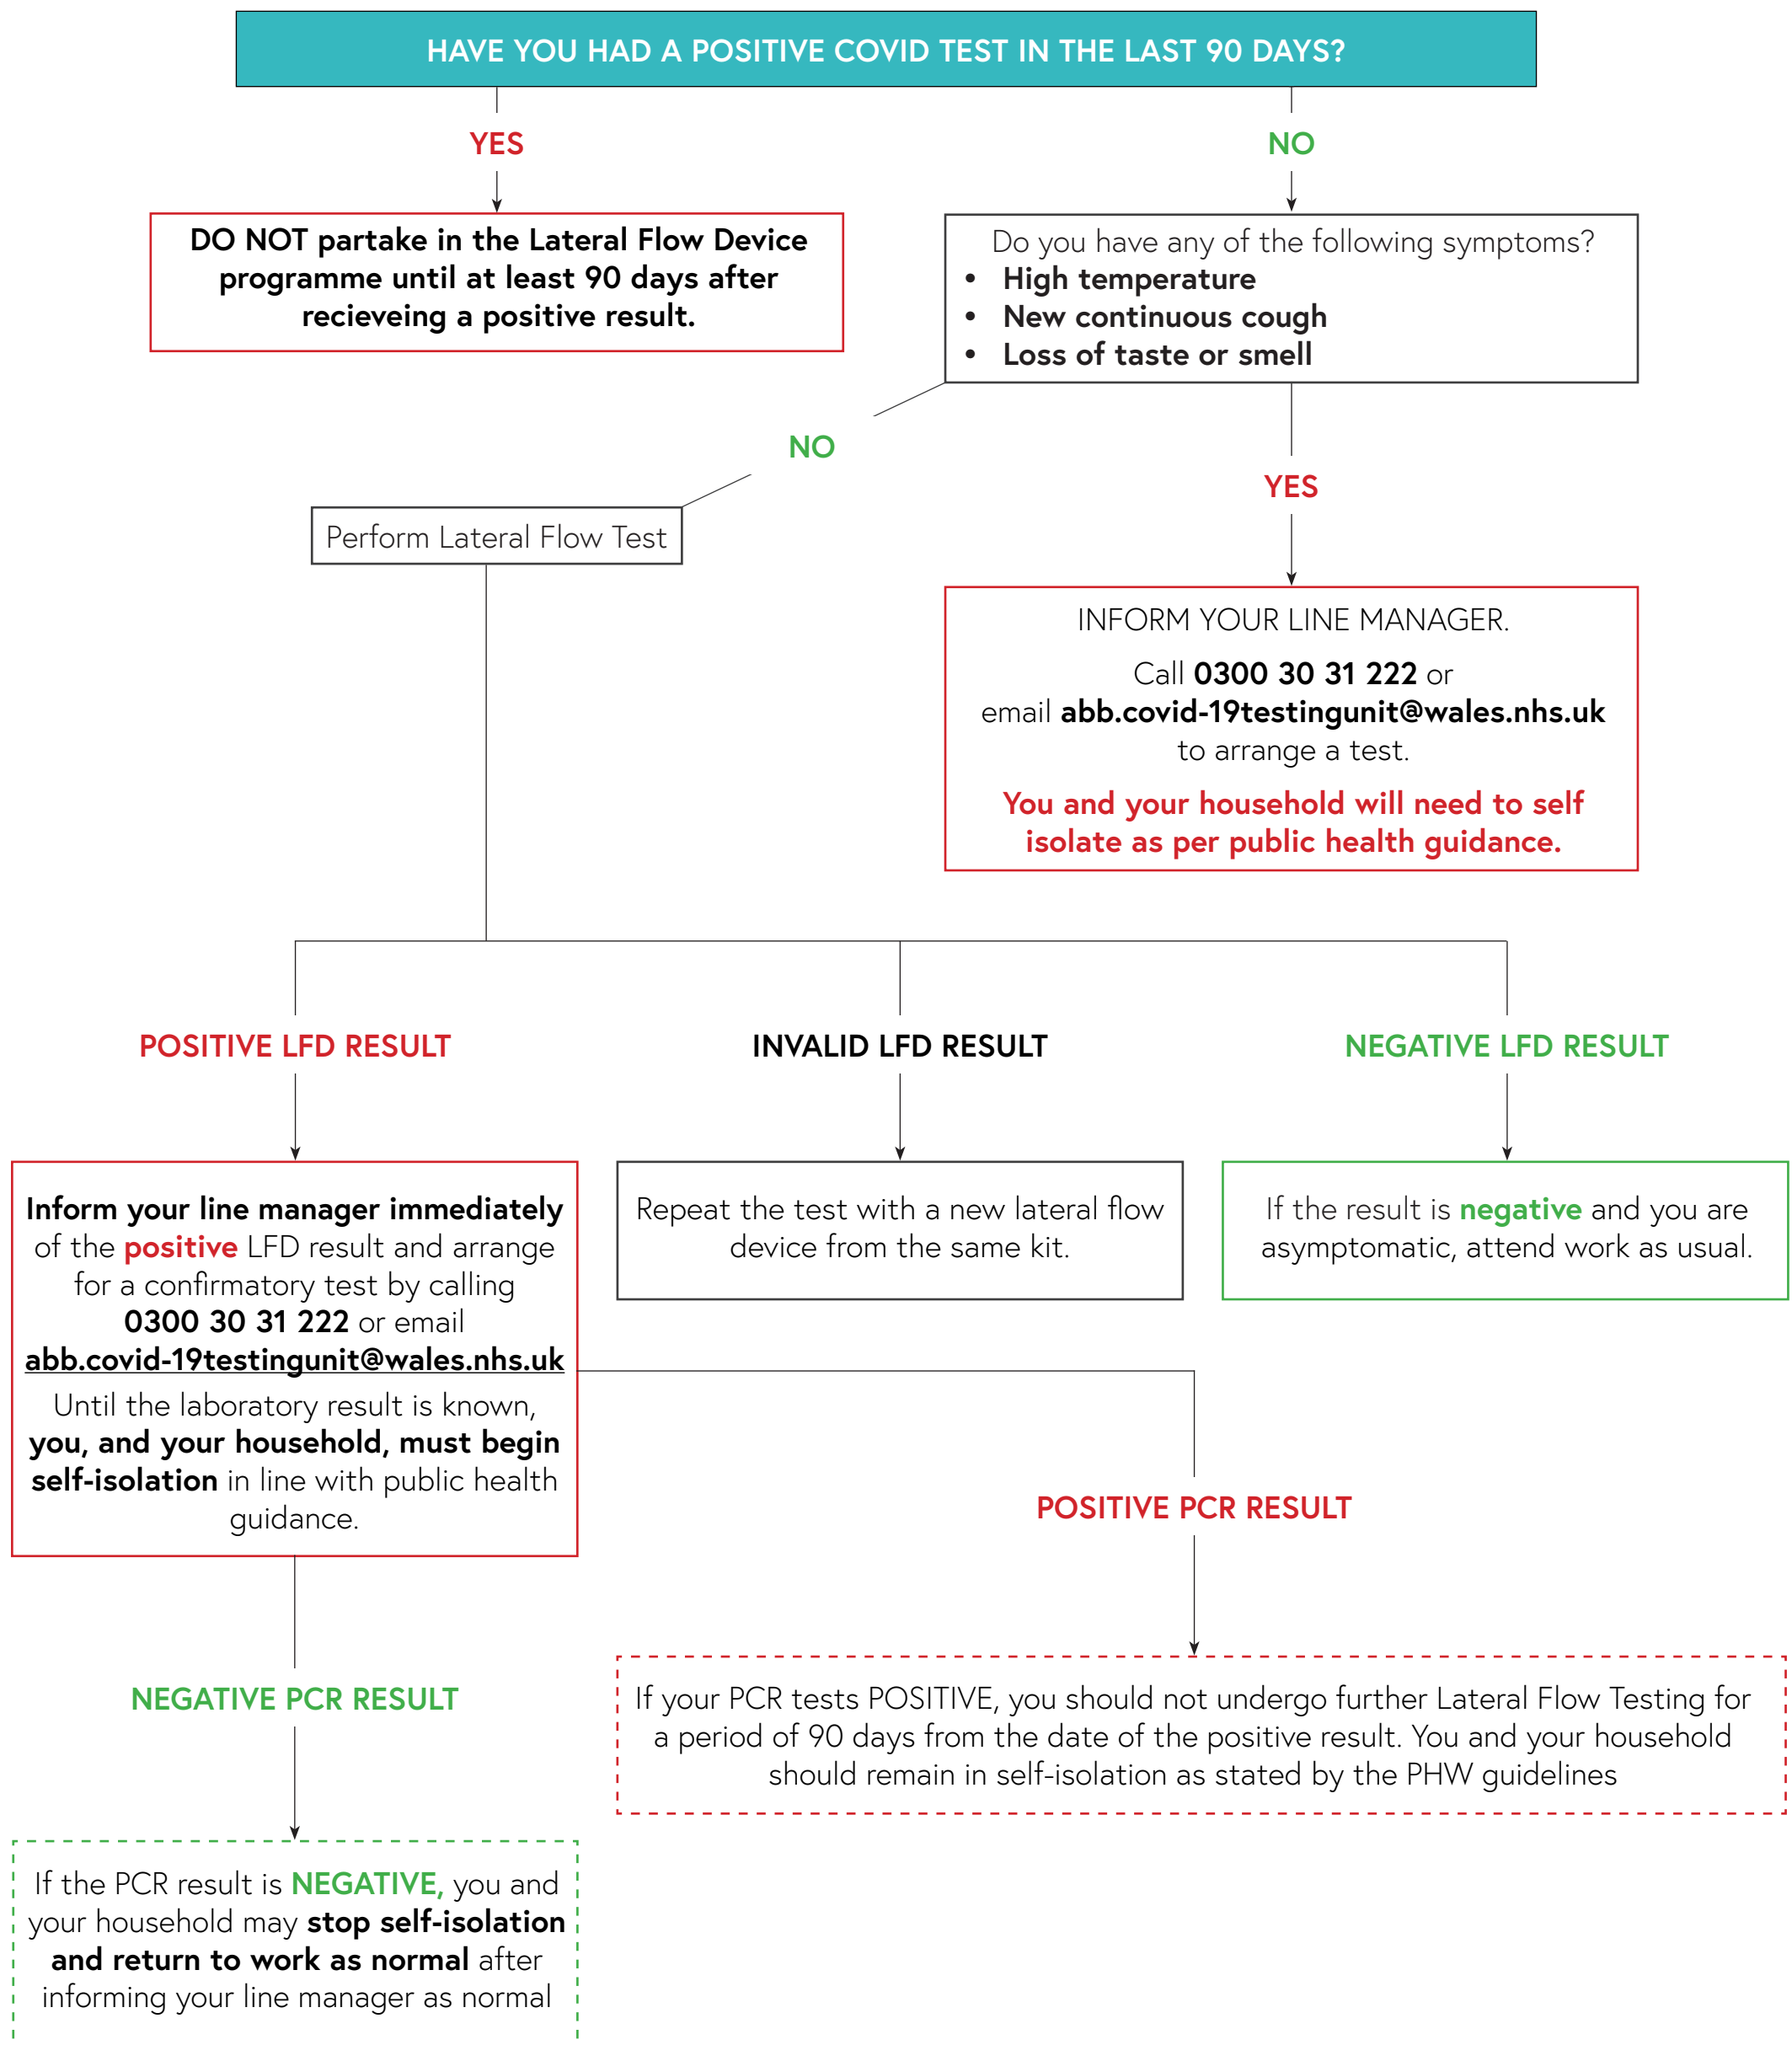 HAVE YOU HAD A POSITIVE COVID TEST IN THE LAST 90 DAYS?
YES
NO
DO NOT partake in the Lateral Flow Device
programme until at least 90 days after
recieveing a positive result.
Do you have any of the following symptoms?
• High temperature
• New continuous cough
• Loss of taste or smell
NO
YES
Perform Lateral Flow Test
INFORM YOUR LINE MANAGER.
Call 0300 30 31 222 or
email abb.covid-19testingunit@wales.nhs.uk
to arrange a test.
You and your household will need to self
isolate as per public health guidance.
POSITIVE LFD RESULT
INVALID LFD RESULT
NEGATIVE LFD RESULT
Inform your line manager immediately
of the positive LFD result and arrange
for a confirmatory test by calling
0300 30 31 222 or email
abb.covid-19testingunit@wales.nhs.uk
Until the laboratory result is known,
you, and your household, must begin
self-isolation in line with public health
guidance.
Repeat the test with a new lateral flow
device from the same kit.
If the result is negative and you are
asymptomatic, attend work as usual.
POSITIVE PCR RESULT
NEGATIVE PCR RESULT
If your PCR tests POSITIVE, you should not undergo further Lateral Flow Testing for
a period of 90 days from the date of the positive result. You and your household
should remain in self-isolation as stated by the PHW guidelines
If the PCR result is NEGATIVE, you and
your household may stop self-isolation
and return to work as normal after
informing your line manager as normal